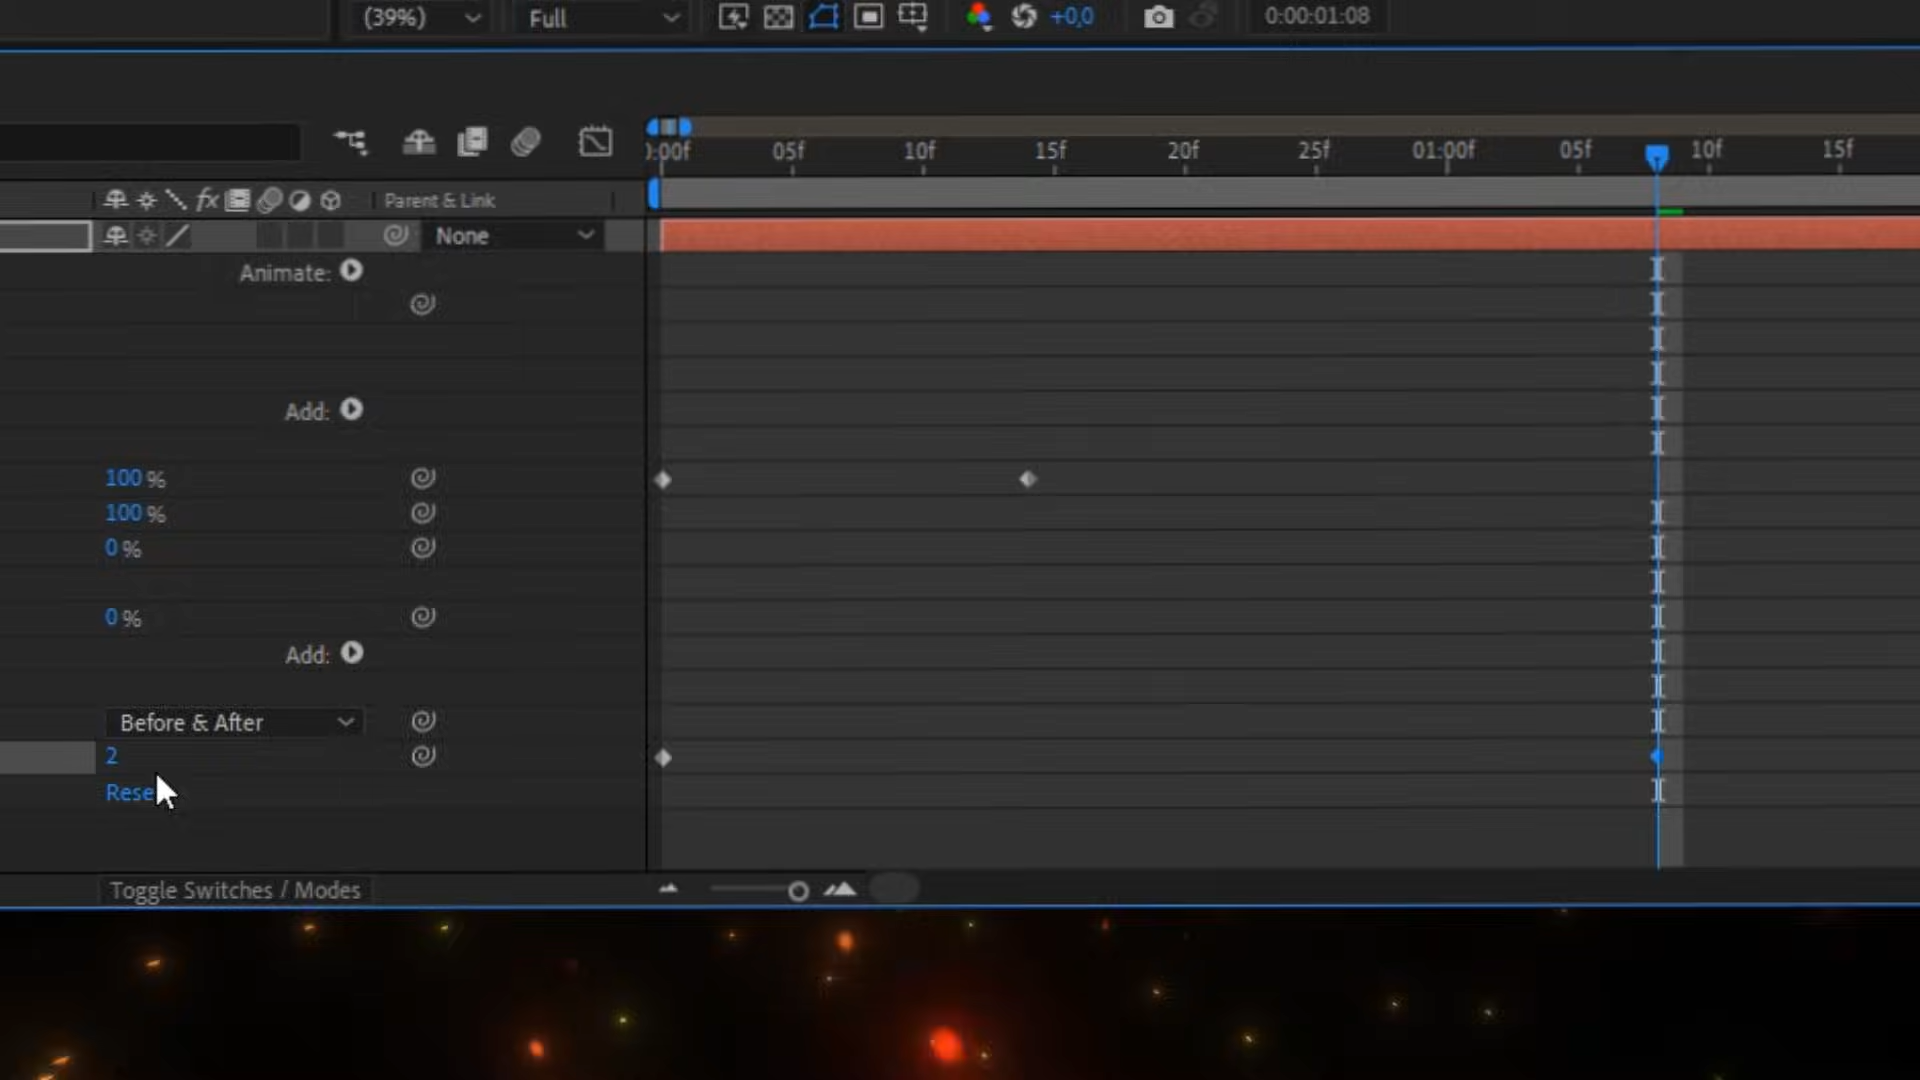 (39%) Full +0,0 0:00:01:08
):00f 05f 10f 15f 20f 25f 01:00f 05f 10f 15f
fx Parent & Link
None
Animate:
Add:
100 %
100 %
0 %
0 %
Add:
Before & After
2
Rese
Toggle Switches / Modes